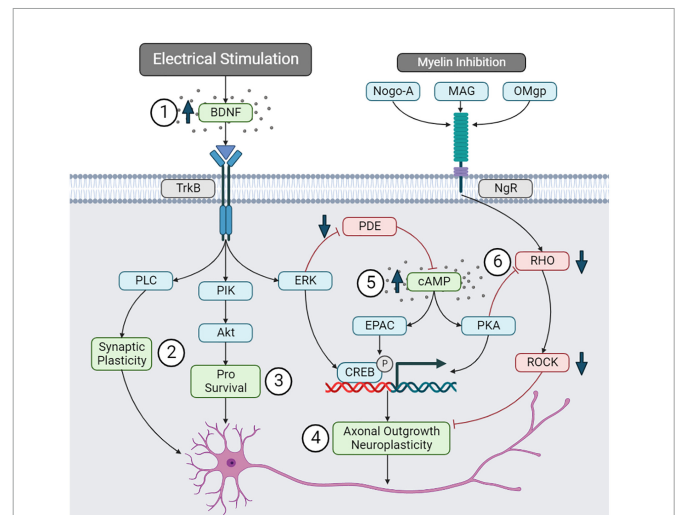 Electrical Stimulation
Myelin Inhibition
Nogo-A
MAG
OMgp
1
BDNF
TrkB
NgR
PDE
6
RHO
PLC
PIK
ERK
5
cAMP
EPAC
PKA
Akt
Synaptic
Plasticity
2
P
CREB
ROCK
Pro
Survival
3
4
Axonal Outgrowth
Neuroplasticity